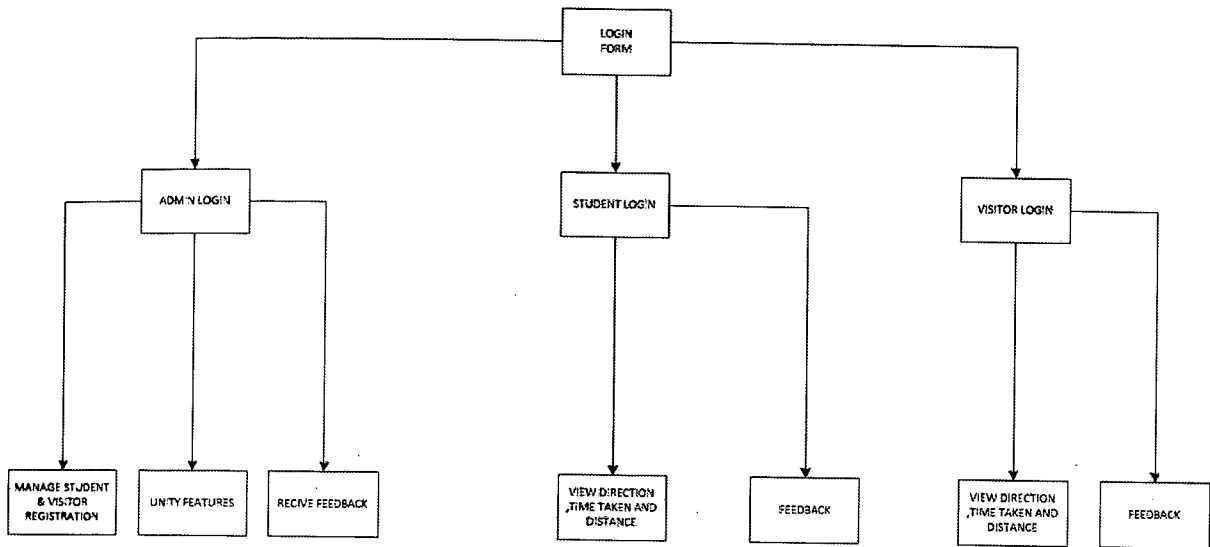 LOGIN
FORM
ADMIN LOGIN
STUDENT LOGIN
VISITOR LOGIN
MANAGE STUDENT
& VISITOR
REGISTRATION
UNITY FEATURES
RECIVE FEEDBACK
VIEW DIRECTION
,TIME TAKEN AND
DISTANCE
FEEDBACK
VIEW DIRECTION
,TIME TAKEN AND
DISTANCE
FEEDBACK